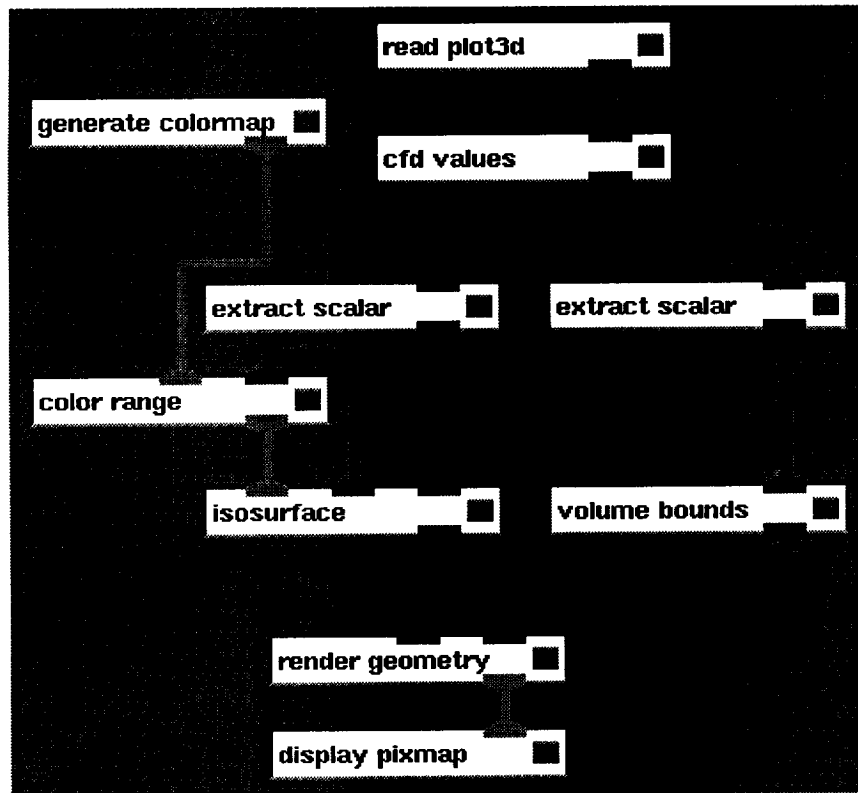 read plot3d
generate colormap
cfd values
extract scalar
extract scalar
color range
isosurface
volume bounds
render geometry
display pixmap